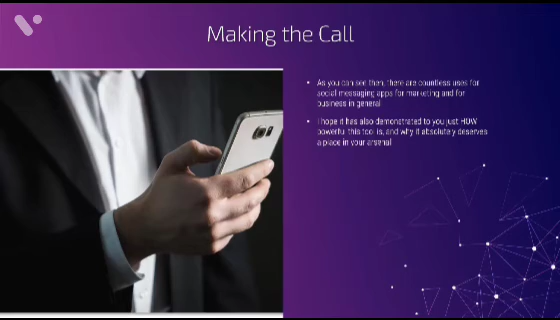 Making the Call
• As you can see then, there are countless uses for
social messaging apps for marketing and for
business in general
• I hope it has also demonstrated to you just HOW
powerful this tool is, and why it absolutely deserves
a place in your arsenal